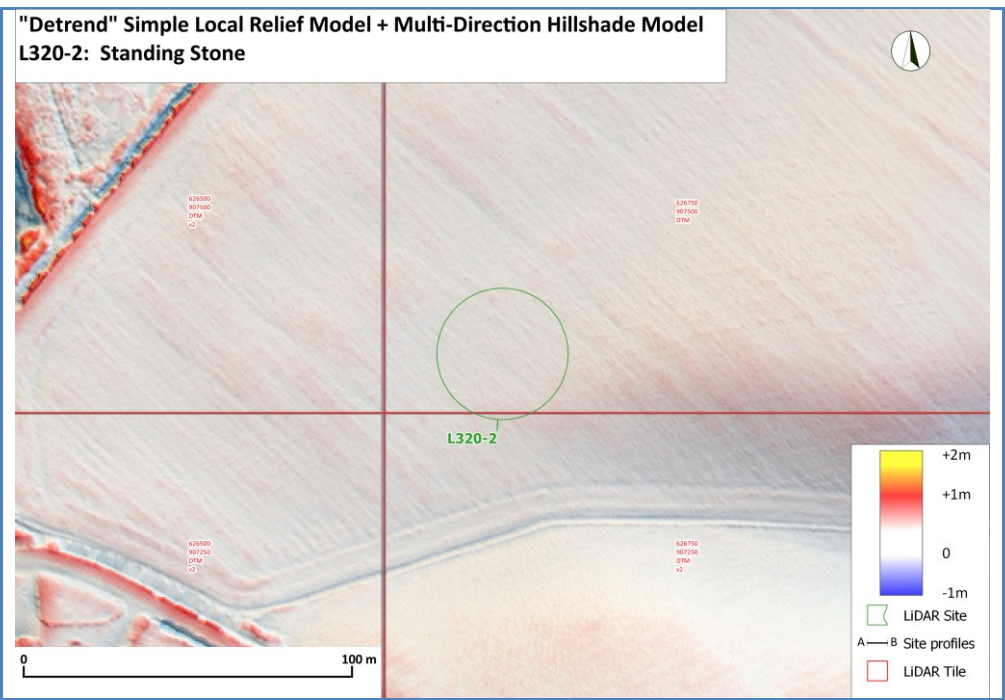 "Detrend" Simple Local Relief Model + Multi-Direction Hillshade Model
L320-2: Standing Stone
626500
907500
DTM
v2
626750
907500
DTM
L320-2
626500
907250
DTM
v2
626750
907250
DTM
v2
+2m
+1m
0
-1m
LiDAR Site
A B Site profiles
LiDAR Tile
0 100 m